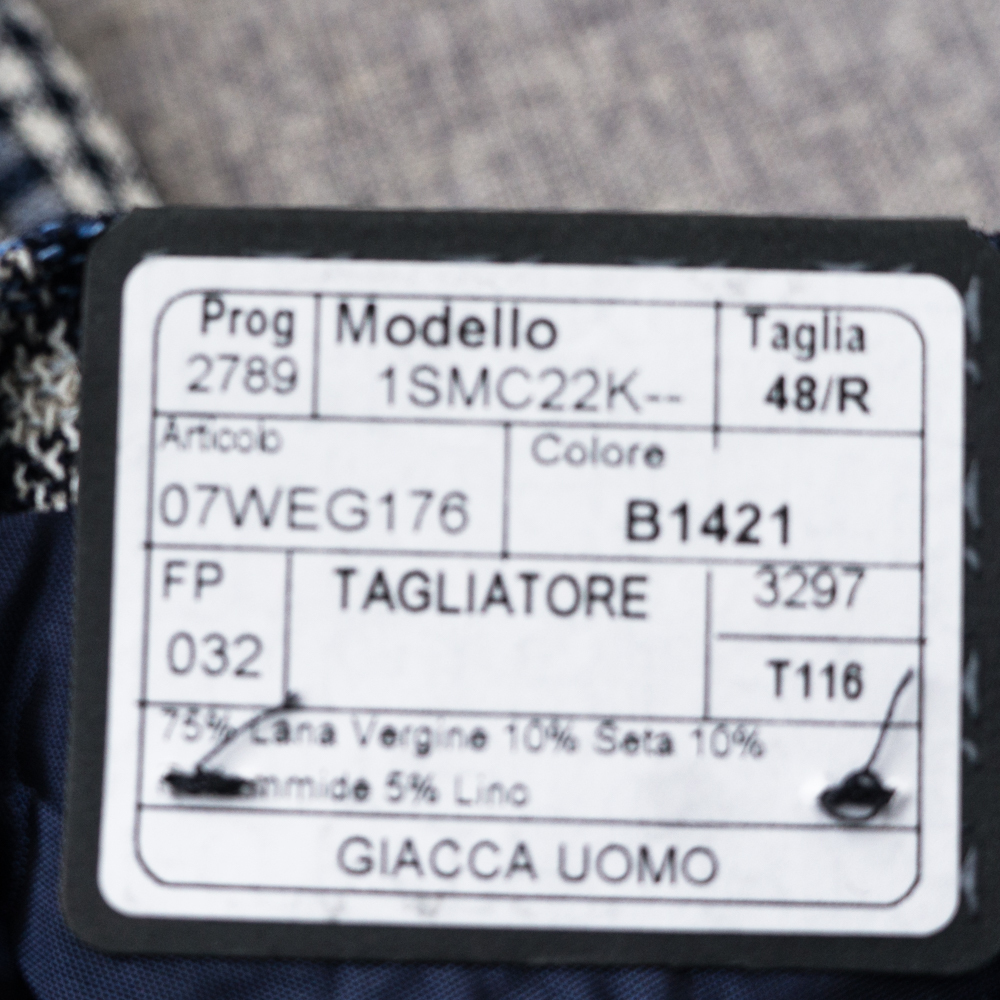 Prog Modello Taglia
2789 1SMC22K-- 48/R
Articolo Colore
07WEG176 B1421
FP TAGLIATORE 3297
032 T116
75% Lana Vergine 10% Seta 10%
5% Lino
GIACCA UOMO